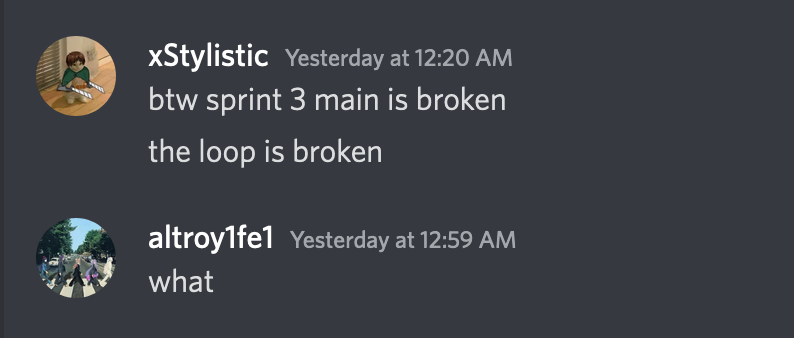 xStylistic Yesterday at 12:20 AM
btw sprint 3 main is broken
the loop is broken
altroy1fe1 Yesterday at 12:59 AM
what